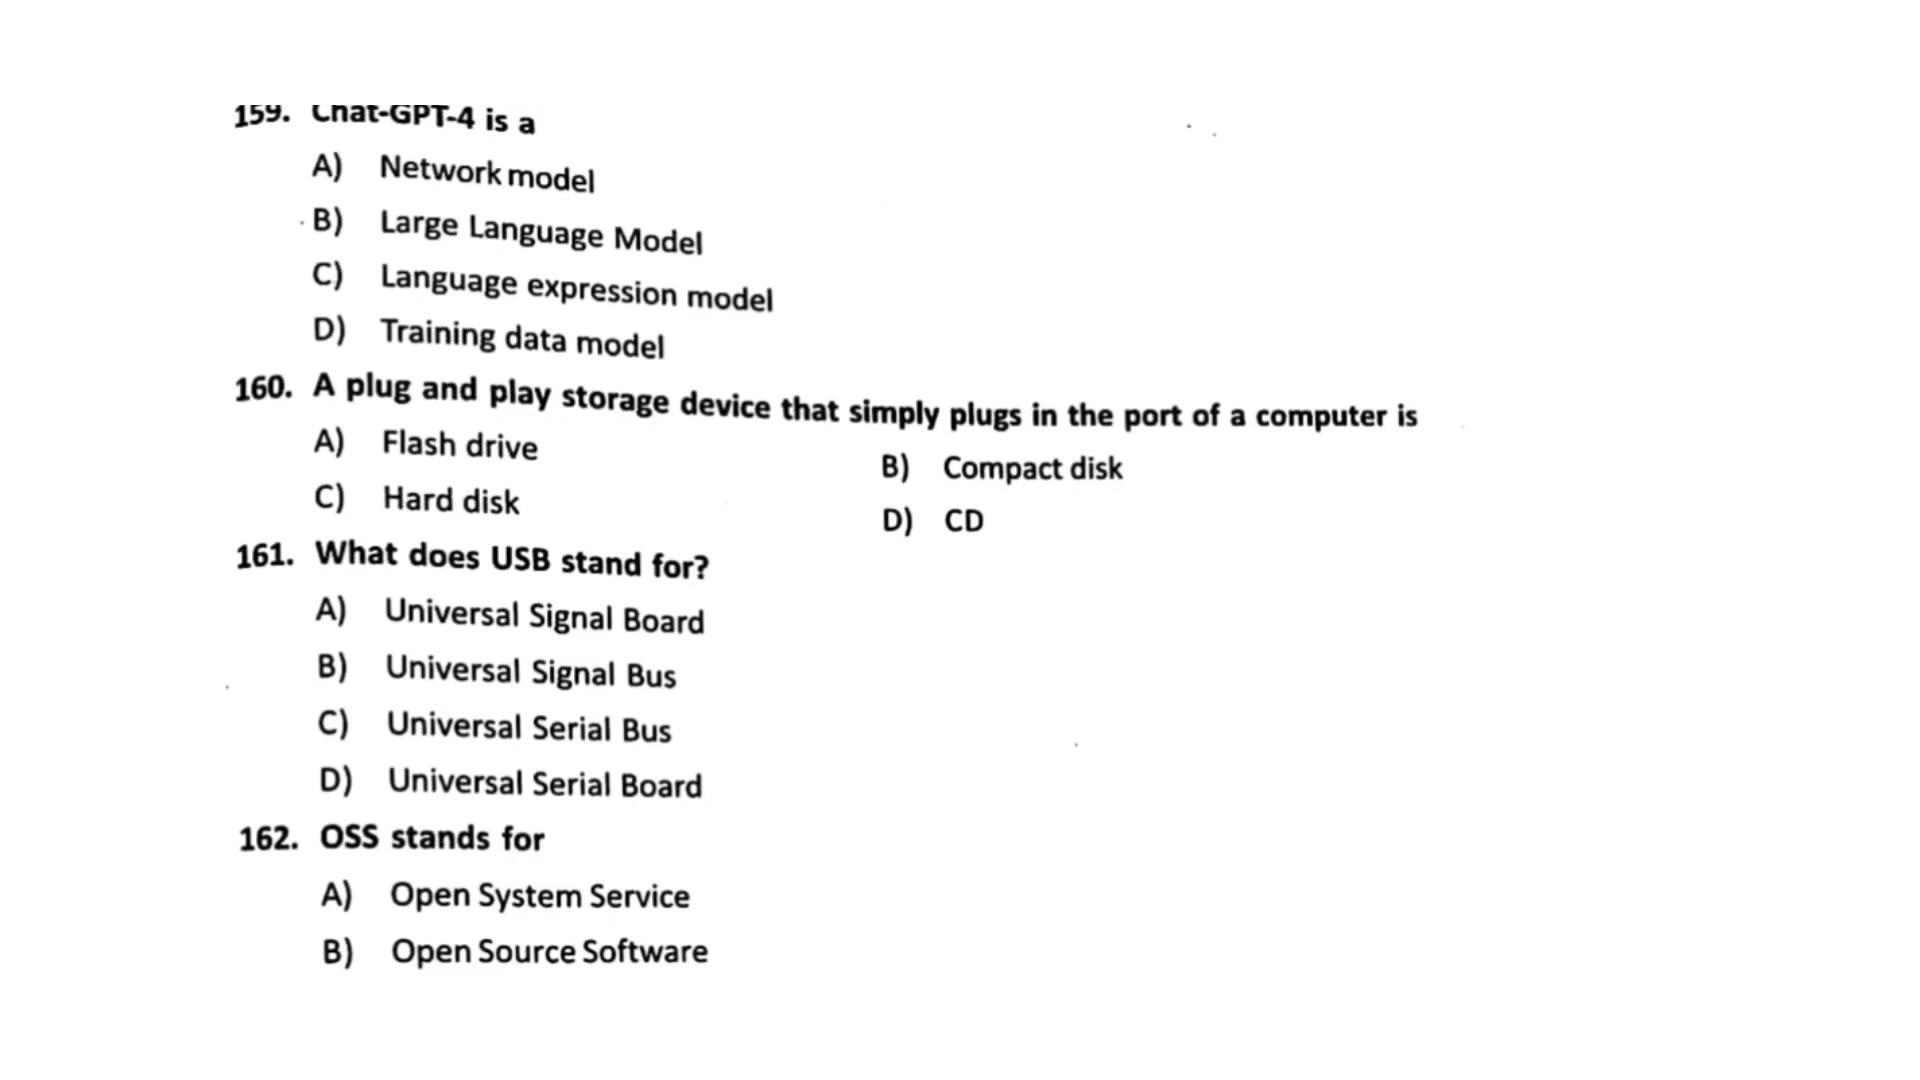 159. Chat-GPT-4 is a
A) Network model
B) Large Language Model
C) Language expression model
D) Training data model
160. A plug and play storage device that simply plugs in the port of a computer is
A) Flash drive
B) Compact disk
C) Hard disk
D) CD
161. What does USB stand for?
A) Universal Signal Board
B) Universal Signal Bus
C) Universal Serial Bus
D) Universal Serial Board
162. OSS stands for
A) Open System Service
B) Open Source Software